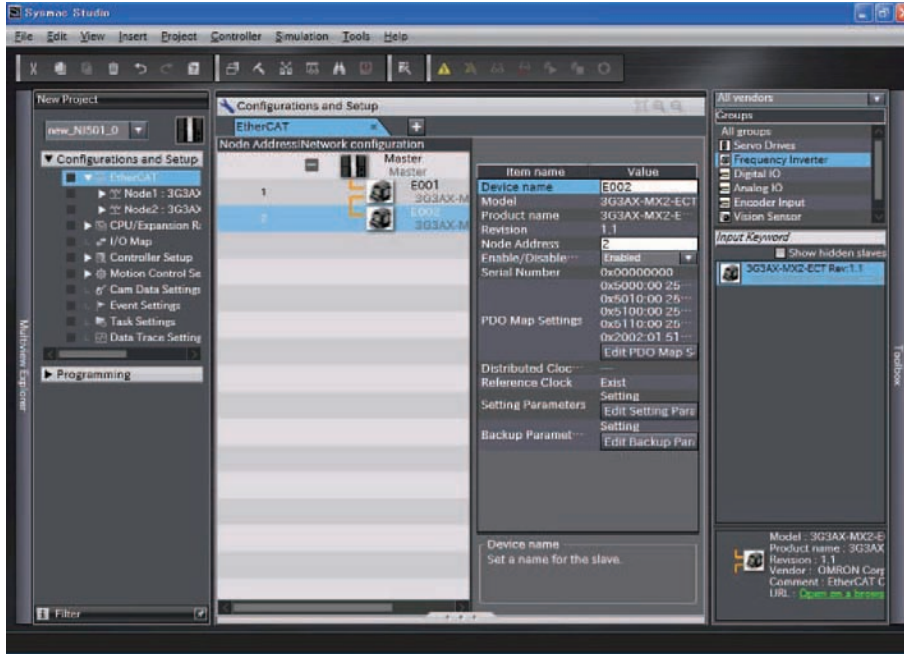 Sysmac Studio
File Edit View Insert Project Controller Simulation Tools Help
New Project
new_NJ501_0
Configurations and Setup
EtherCAT
Node1 : 3G3AX
Node2 : 3G3AX
CPU/Expansion R
I/O Map
Controller Setup
Motion Control Se
Cam Data Settings
Event Settings
Task Settings
Data Trace Setting
Programming
Filter
Multiview Explorer
Configurations and Setup
EtherCAT
Node Address Network configuration
Master
Master
1
E001
3G3AX-M
2
E002
3G3AX-M
Item name Value
Device name E002
Model 3G3AX-MX2-ECT
Product name 3G3AX-MX2-E···
Revision 1.1
Node Address 2
Enable/Disable··· Enabled
Serial Number 0x00000000
PDO Map Settings
0x5000:00 25···
0x5010:00 25···
0x5100:00 25···
0x5110:00 25···
0x2002:01 51···
Edit PDO Map S
Distributed Cloc··· —
Reference Clock Exist
Setting Parameters
Setting
Edit Setting Para
Backup Paramet···
Setting
Edit Backup Par
Device name
Set a name for the slave.
All vendors
Groups
All groups
Servo Drives
Frequency Inverter
Digital IO
Analog IO
Encoder Input
Vision Sensor
Input Keyword
Show hidden slaves
3G3AX-MX2-ECT Rev:1.1
Model : 3G3AX-MX2-E
Product name : 3G3AX
Revision : 1.1
Vendor : OMRON Corp
Comment : EtherCAT C
URL : Open on a brows
Toolbox